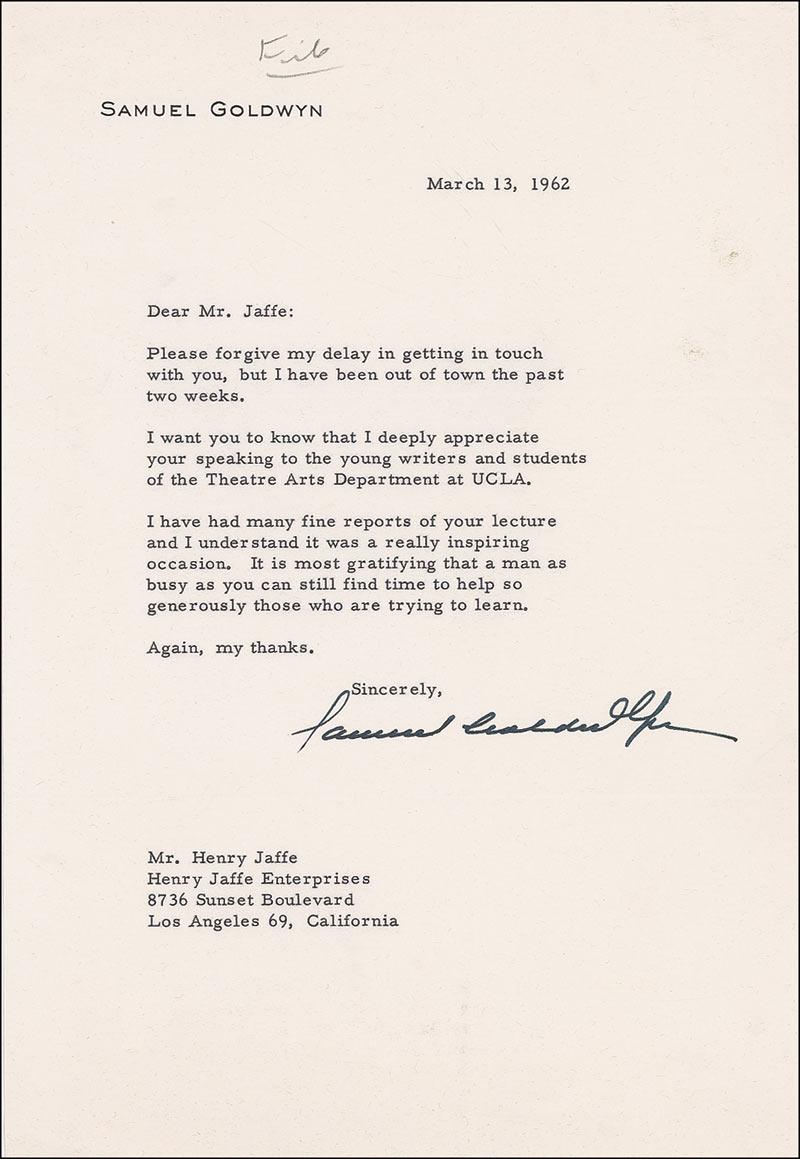 File
SAMUEL GOLDWYN
March 13, 1962
Dear Mr. Jaffe:
Please forgive my delay in getting in touch
with you, but I have been out of town the past
two weeks.
I want you to know that I deeply appreciate
your speaking to the young writers and students
of the Theatre Arts Department at UCLA.
I have had many fine reports of your lecture
and I understand it was a really inspiring
occasion. It is most gratifying that a man as
busy as you can still find time to help so
generously those who are trying to learn.
Again, my thanks.
Sincerely,
Samuel Goldwyn
Mr. Henry Jaffe
Henry Jaffe Enterprises
8736 Sunset Boulevard
Los Angeles 69, California